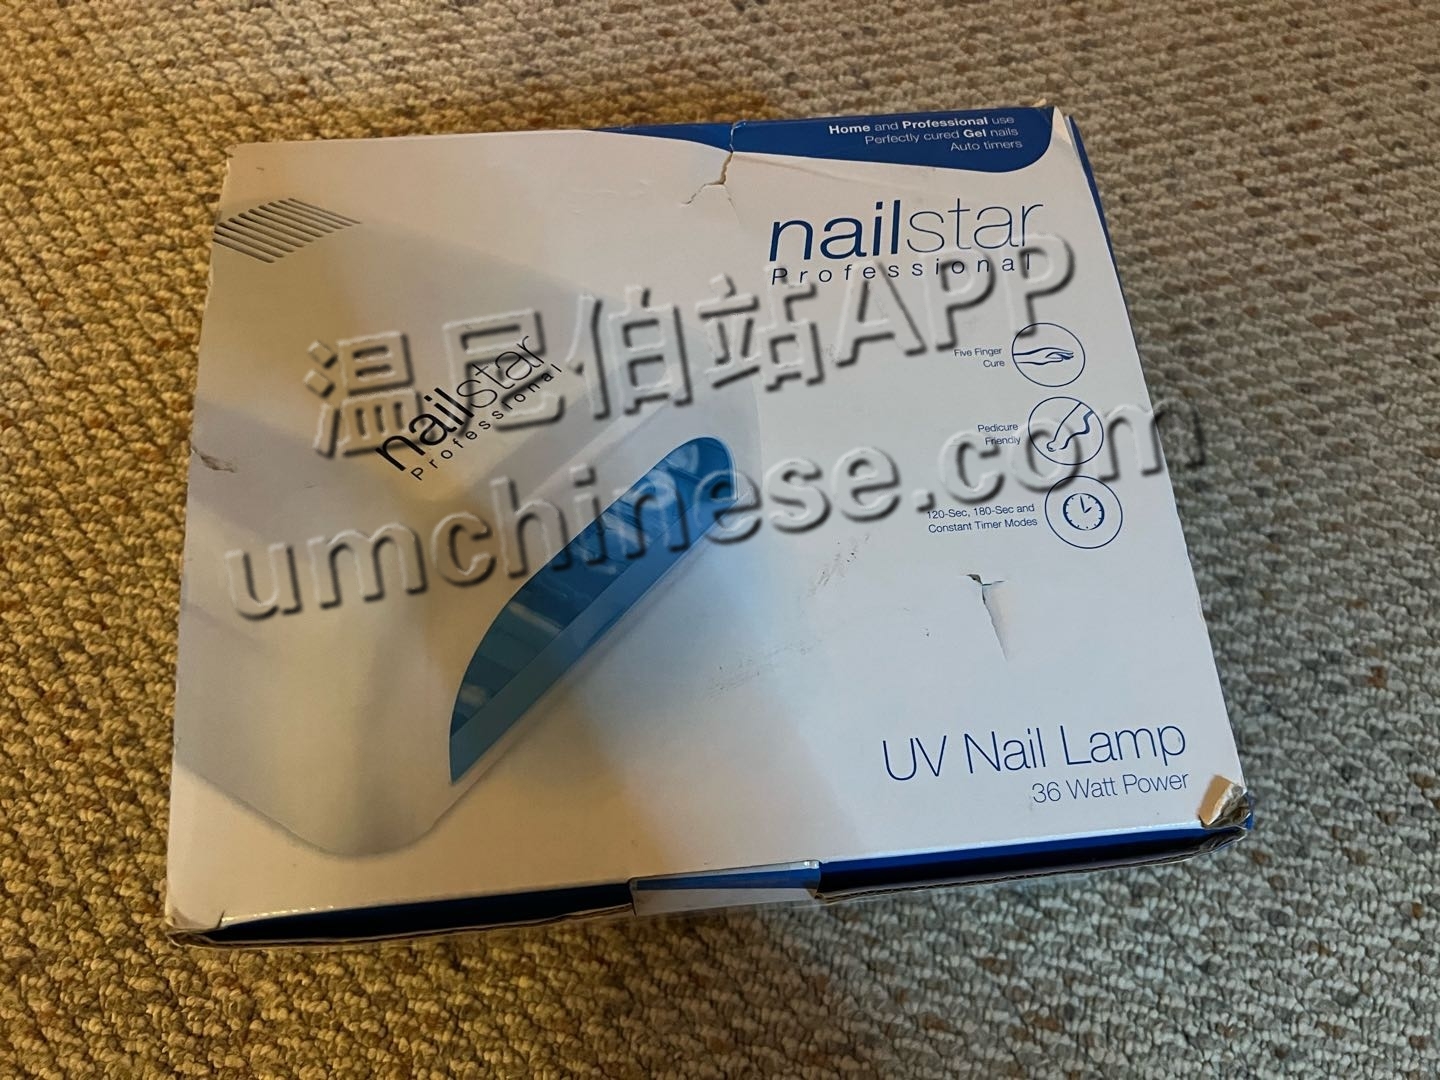 Home and Professional use
Perfectly cured Gel nails
Auto timers
nailstar
Professional
温尼伯站APP
Five Finger
Cure
nailstar
Professional
Pedicure
Friendly
umchinese.com
120-Sec, 180-Sec and
Constant Timer Modes
UV Nail Lamp
36 Watt Power